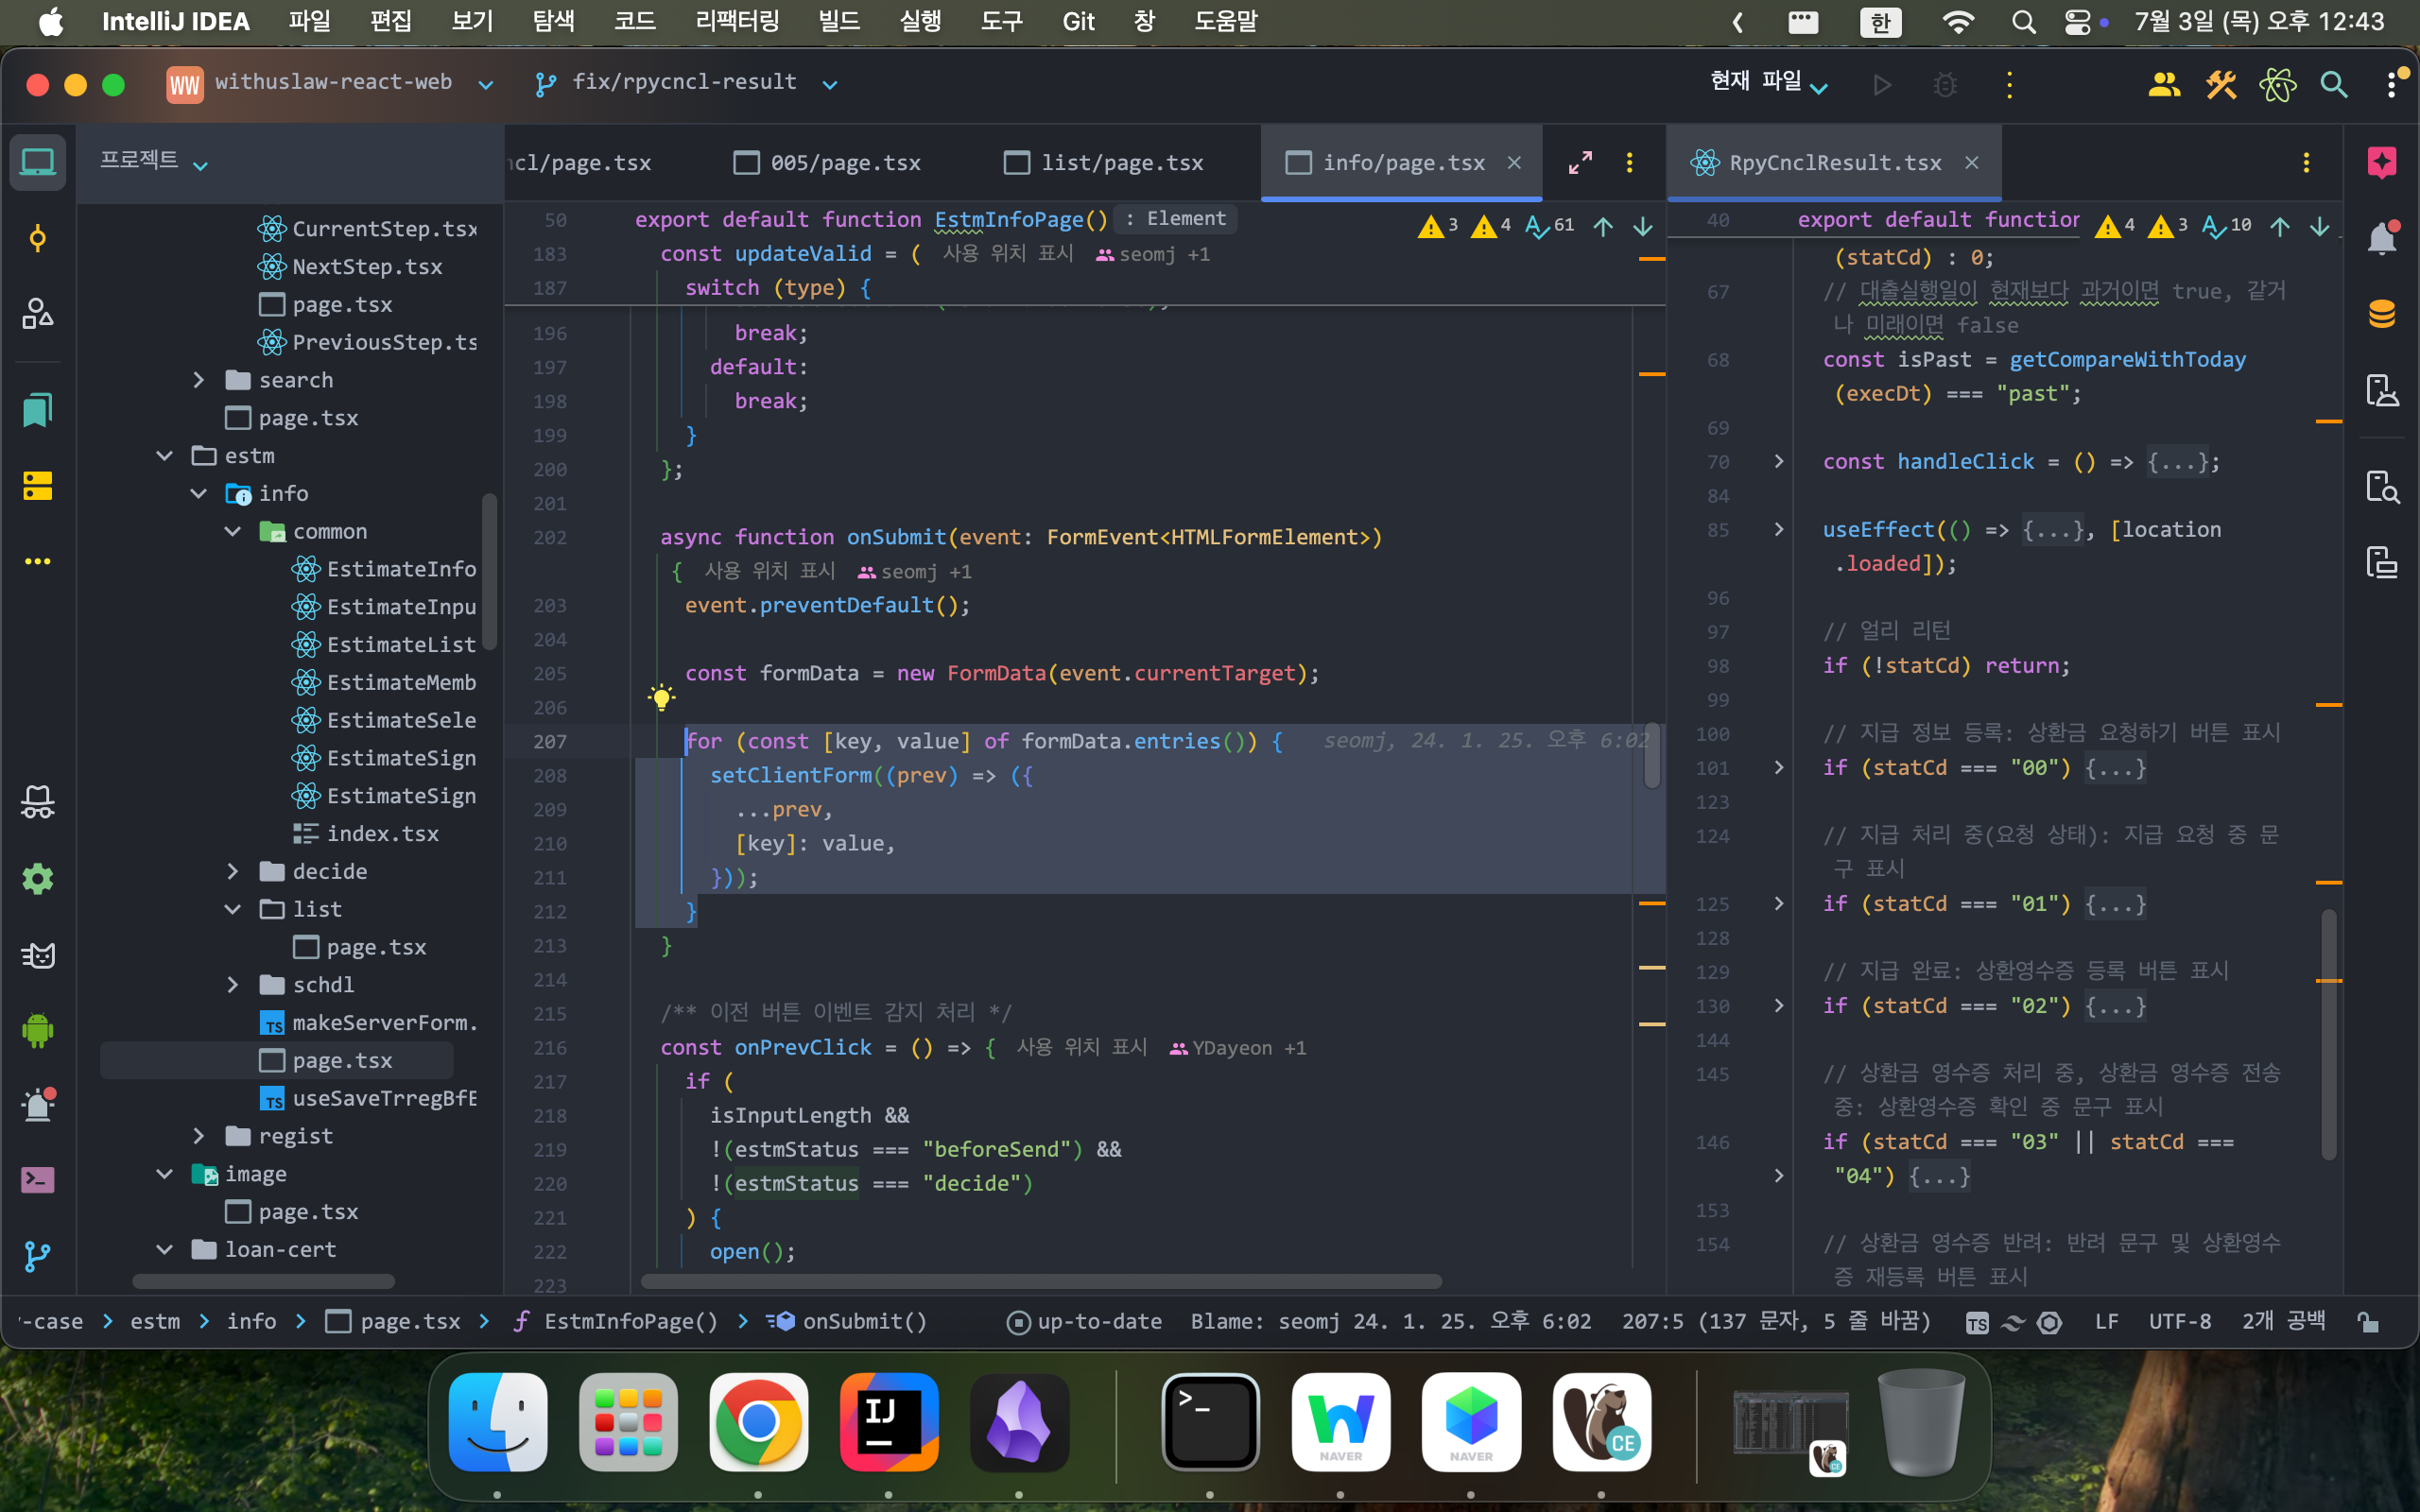 IntelliJ IDEA 파일 편집 보기 탐색 코드 리팩터링 빌드 실행 도구 Git 창 도움말 한 7월 3일 (목) 오후 12:43
WW withuslaw-react-web fix/rpycncl-result 현재 파일
프로젝트
CurrentStep.tsx
NextStep.tsx
page.tsx
PreviousStep.ts
search
page.tsx
estm
info
common
EstimateInfo
EstimateInpu
EstimateList
EstimateMemb
EstimateSele
EstimateSign
EstimateSign
index.tsx
decide
list
page.tsx
schdl
makeServerForm.
page.tsx
useSaveTrregBfE
regist
image
page.tsx
loan-cert
ncl/page.tsx 005/page.tsx list/page.tsx info/page.tsx
50 export default function EstmInfoPage() : Element 3 4 61
183 const updateValid = ( 사용 위치 표시 seomj +1
187 switch (type) {
196 break;
197 default:
198 break;
199 }
200 };
201
202 async function onSubmit(event: FormEvent<HTMLFormElement>)
{ 사용 위치 표시 seomj +1
203 event.preventDefault();
204
205 const formData = new FormData(event.currentTarget);
206
207 for (const [key, value] of formData.entries()) { seomj, 24. 1. 25. 오후 6:02
208 setClientForm((prev) => ({
209 ...prev,
210 [key]: value,
211 }));
212 }
213 }
214
215 /** 이전 버튼 이벤트 감지 처리 */
216 const onPrevClick = () => { 사용 위치 표시 YDayeon +1
217 if (
218 isInputLength &&
219 !(estmStatus === "beforeSend") &&
220 !(estmStatus === "decide")
221 ) {
222 open();
223
RpyCnclResult.tsx
40 export default function 4 3 10
(statCd) : 0;
67 // 대출실행일이 현재보다 과거이면 true, 같거
나 미래이면 false
68 const isPast = getCompareWithToday
(execDt) === "past";
69
70 const handleClick = () => {...};
84
85 useEffect(() => {...}, [location
.loaded]);
96
97 // 얼리 리턴
98 if (!statCd) return;
99
100 // 지급 정보 등록: 상환금 요청하기 버튼 표시
101 if (statCd === "00") {...}
123
124 // 지급 처리 중(요청 상태): 지급 요청 중 문
구 표시
125 if (statCd === "01") {...}
128
129 // 지급 완료: 상환영수증 등록 버튼 표시
130 if (statCd === "02") {...}
144
145 // 상환금 영수증 처리 중, 상환금 영수증 전송
중: 상환영수증 확인 중 문구 표시
146 if (statCd === "03" || statCd ===
"04") {...}
153
154 // 상환금 영수증 반려: 반려 문구 및 상환영수
증 재등록 버튼 표시
-case estm info page.tsx EstmInfoPage() onSubmit() up-to-date Blame: seomj 24. 1. 25. 오후 6:02 207:5 (137 문자, 5 줄 바꿈) TS LF UTF-8 2개 공백
IJ NAVER NAVER CE